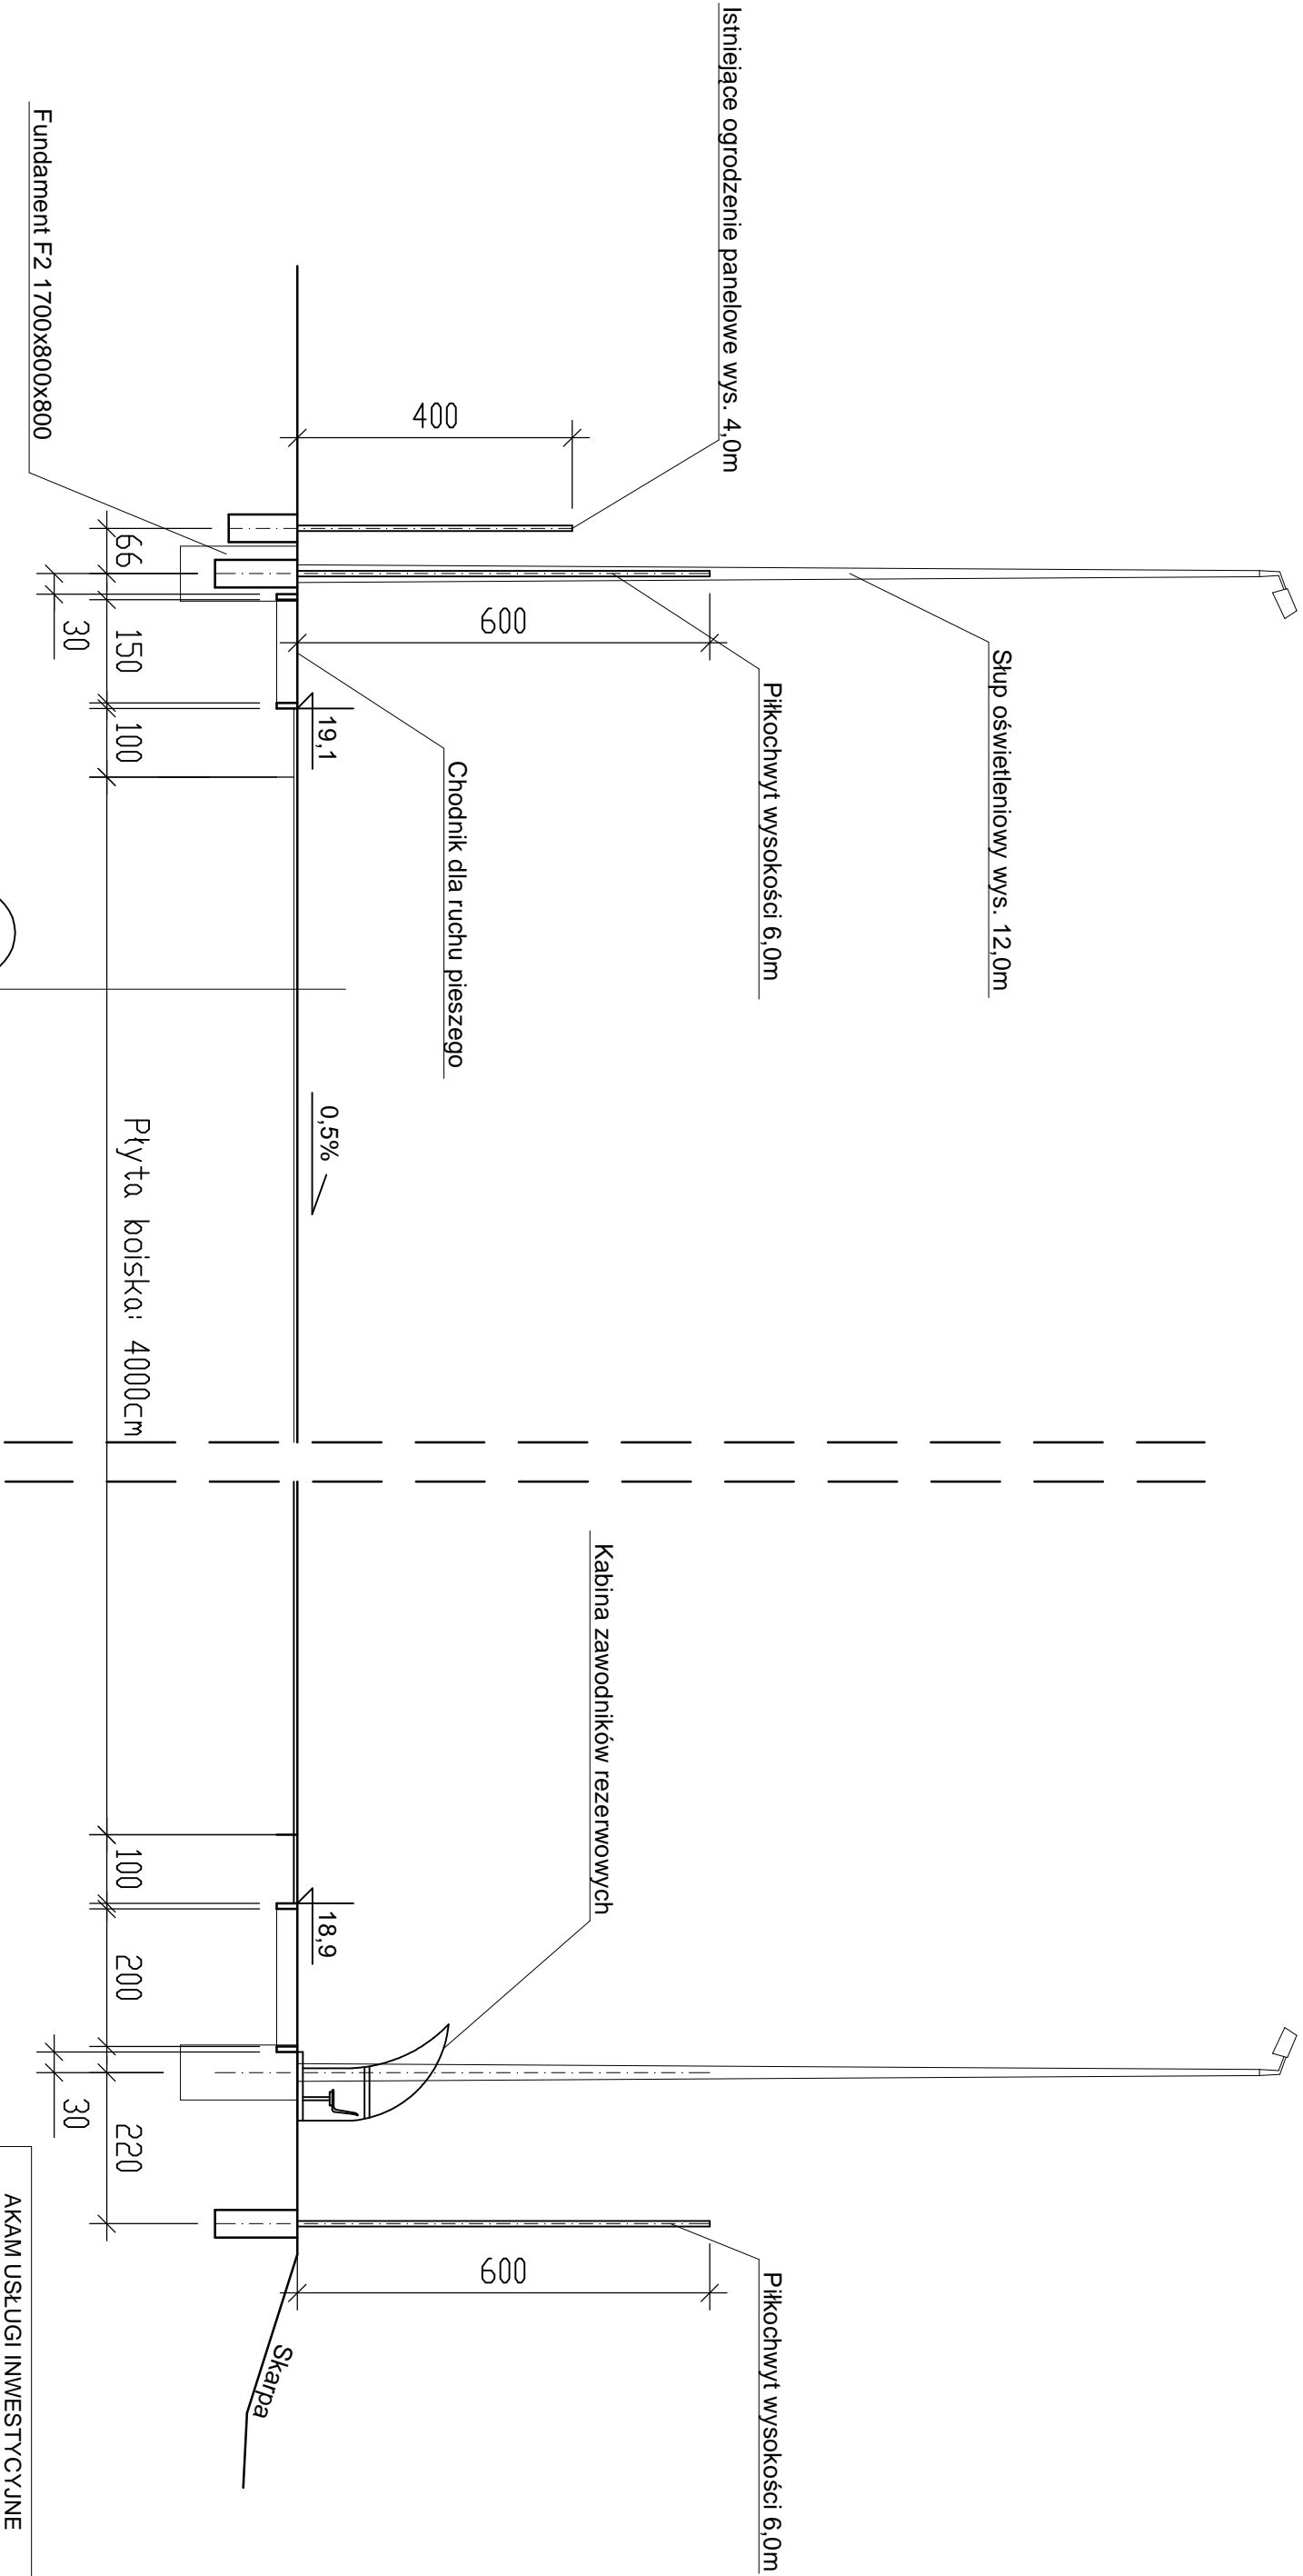 Słup oświetleniowy wys. 12,0m
Istniejące ogrodzenie panelowe wys. 4,0m
Piłkochwyt wysokości 6,0m
Piłkochwyt wysokości 6,0m
Kabina zawodników rezerwowych
400
600
600
Chodnik dla ruchu pieszego
19,1
0,5%
18,9
Skarpa
66
150
100
Płyta boiska: 4000cm
100
200
220
30
30
Fundament F2 1700x800x800
AKAM USŁUGI INWESTYCYJNE